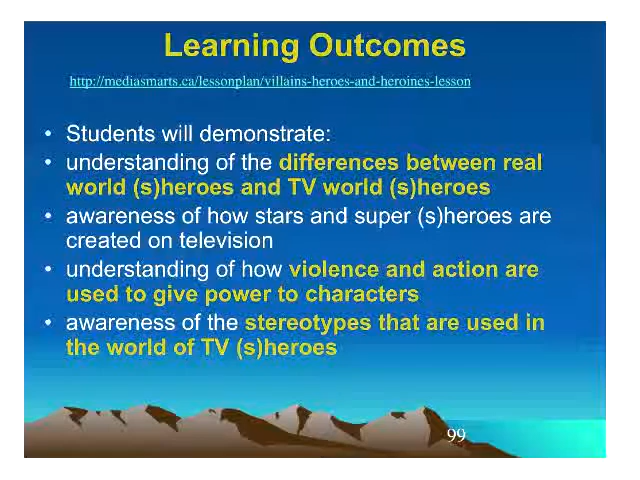 Learning Outcomes
http://mediasmarts.ca/lessonplan/villains-heroes-and-heroines-lesson
• Students will demonstrate:
• understanding of the differences between real
world (s)heroes and TV world (s)heroes
• awareness of how stars and super (s)heroes are
created on television
• understanding of how violence and action are
used to give power to characters
• awareness of the stereotypes that are used in
the world of TV (s)heroes
99